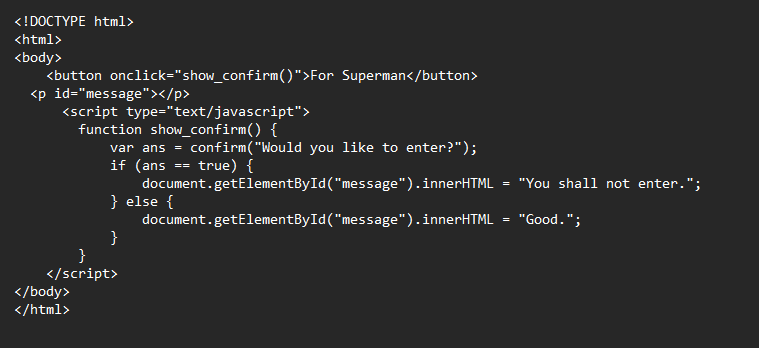 <!DOCTYPE html>
<html>
<body>
    <button onclick="show_confirm()">For Superman</button>
  <p id="message"></p>
      <script type="text/javascript">
        function show_confirm() {
            var ans = confirm("Would you like to enter?");
            if (ans == true) {
                document.getElementById("message").innerHTML = "You shall not enter.";
            } else {
                document.getElementById("message").innerHTML = "Good.";
            }
        }
    </script>
</body>
</html>